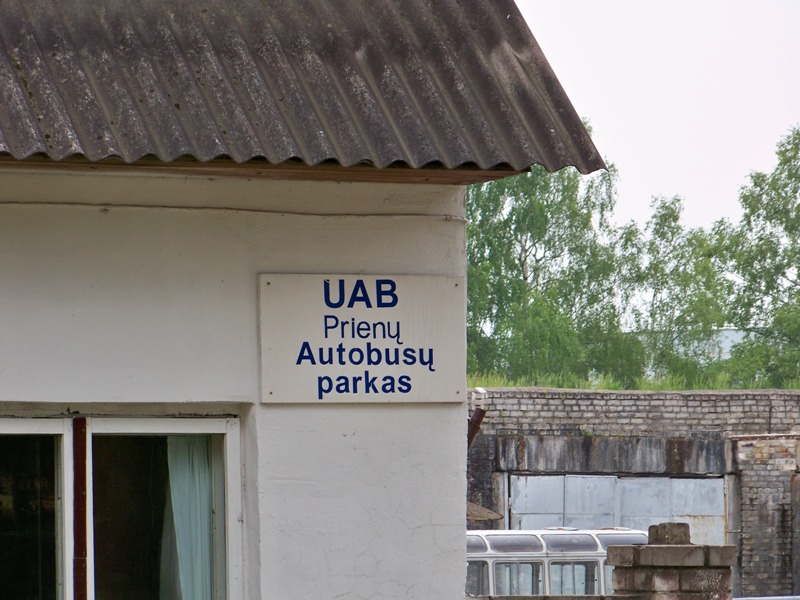 UAB
Prienų
Autobusų
parkas